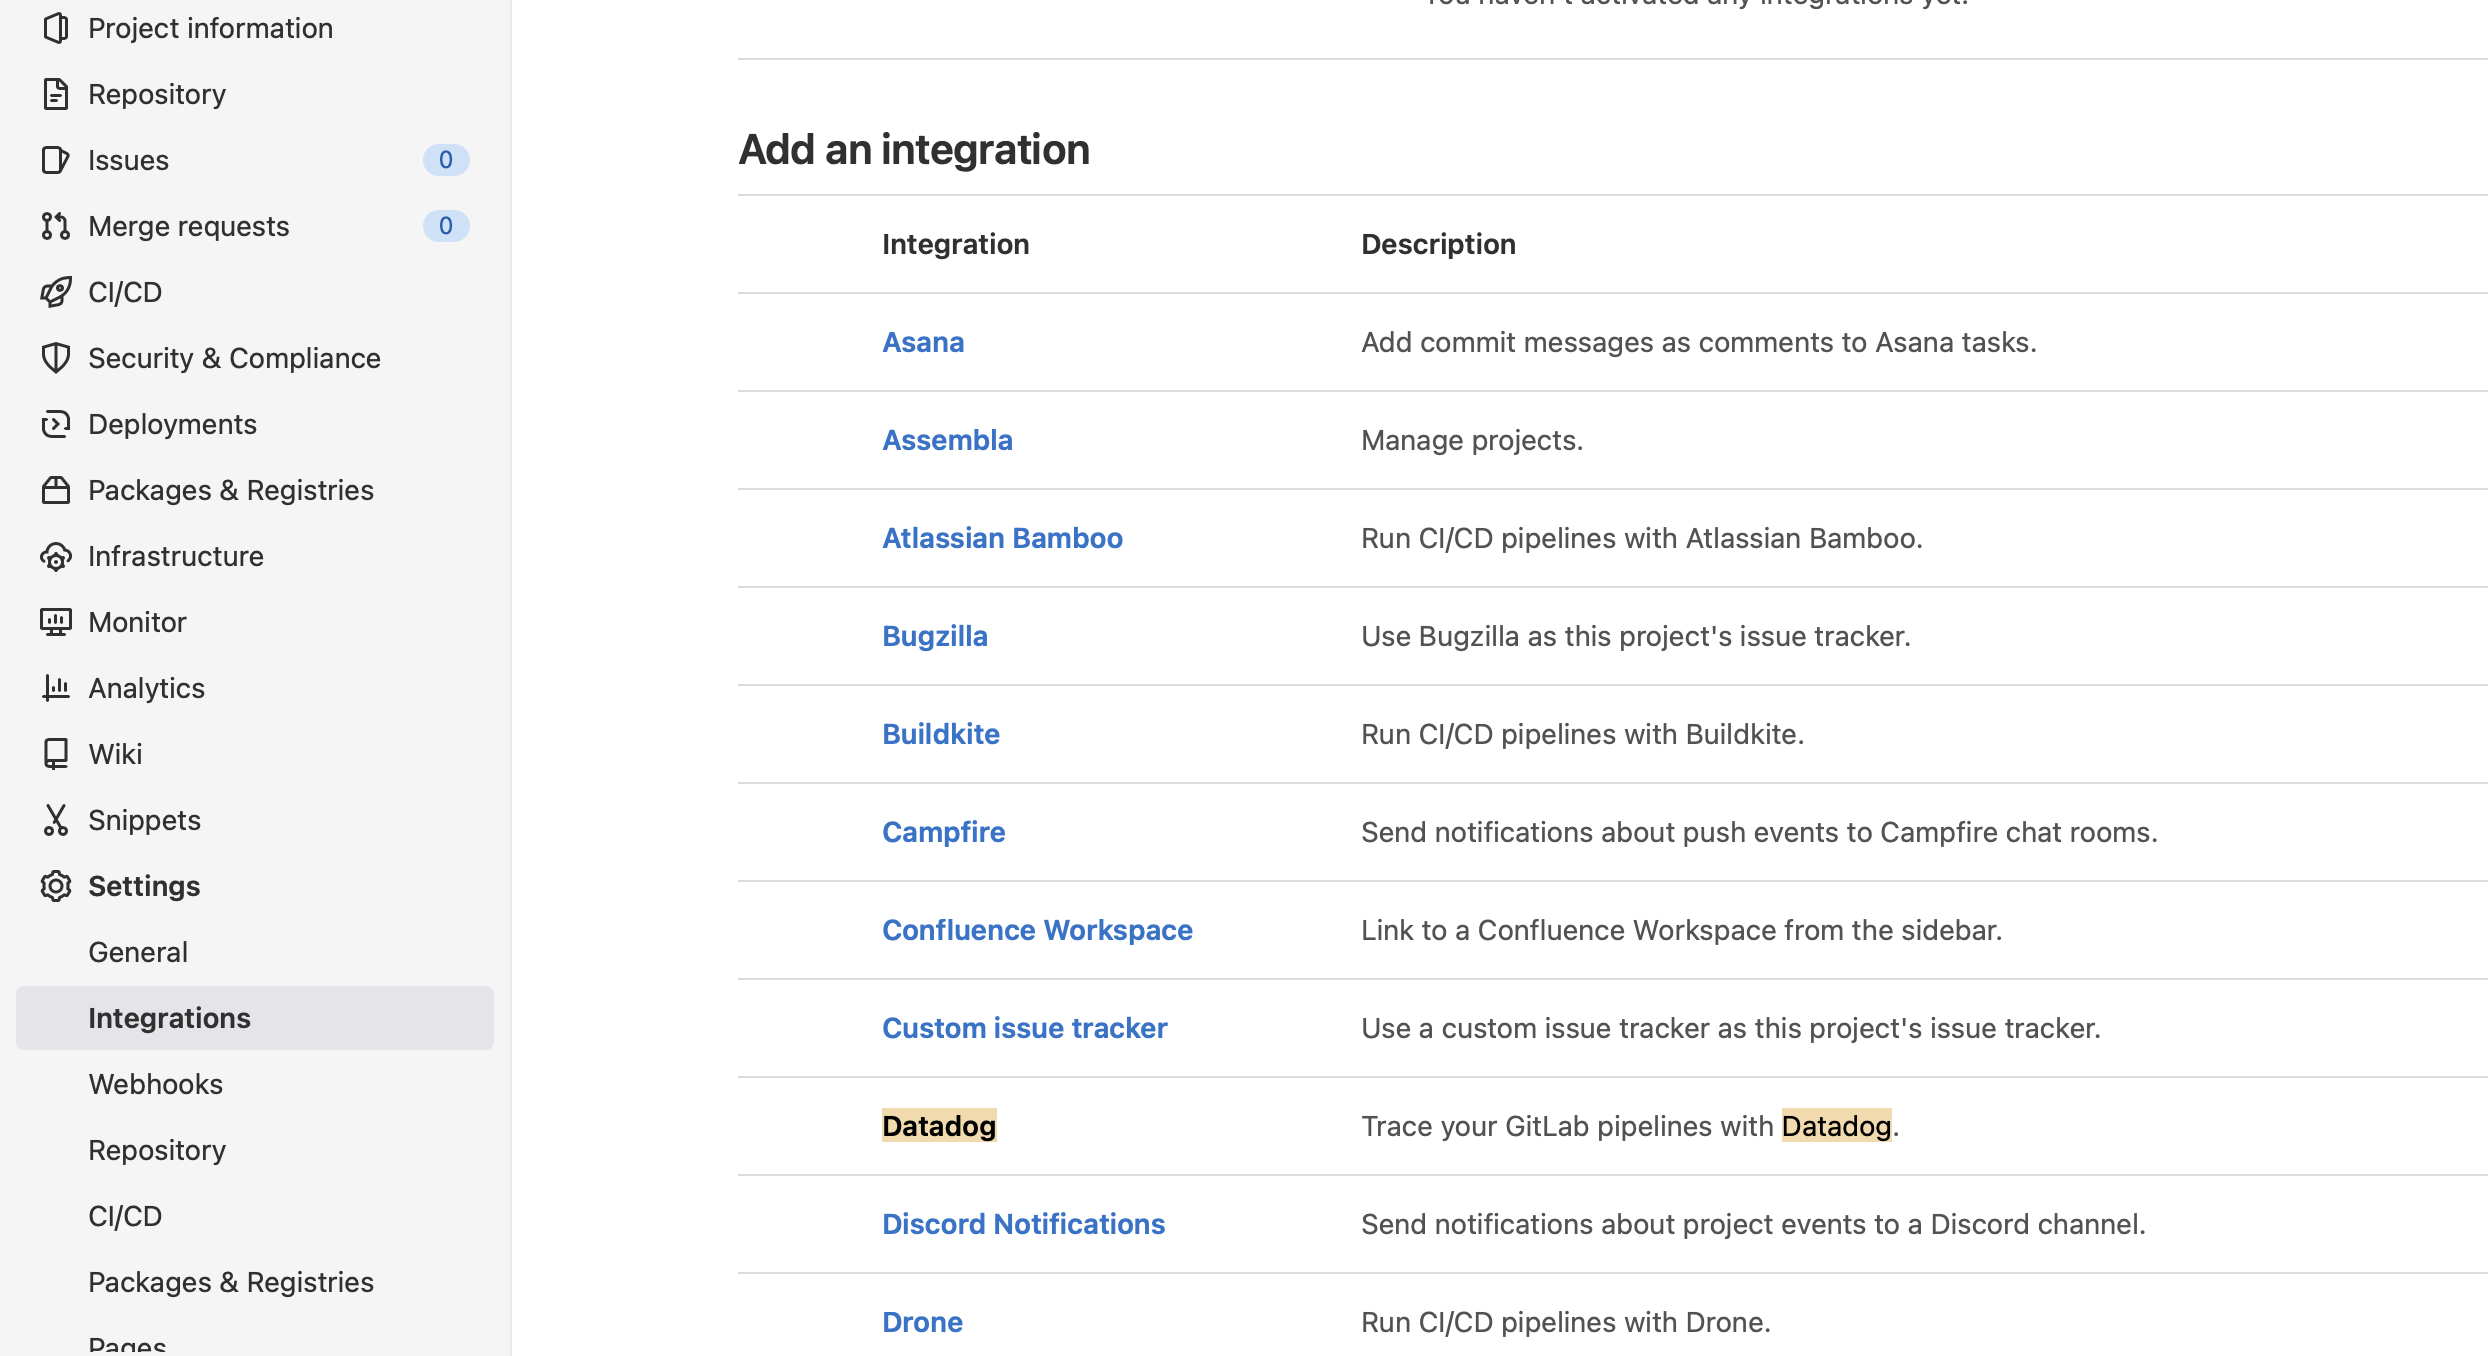 Project information
Repository
Issues 0
Merge requests 0
CI/CD
Security & Compliance
Deployments
Packages & Registries
Infrastructure
Monitor
Analytics
Wiki
Snippets
Settings
General
Integrations
Webhooks
Repository
CI/CD
Packages & Registries
Pages
You haven't activated any integrations yet.
Add an integration
Integration Description
Asana Add commit messages as comments to Asana tasks.
Assembla Manage projects.
Atlassian Bamboo Run CI/CD pipelines with Atlassian Bamboo.
Bugzilla Use Bugzilla as this project's issue tracker.
Buildkite Run CI/CD pipelines with Buildkite.
Campfire Send notifications about push events to Campfire chat rooms.
Confluence Workspace Link to a Confluence Workspace from the sidebar.
Custom issue tracker Use a custom issue tracker as this project's issue tracker.
Datadog Trace your GitLab pipelines with Datadog.
Discord Notifications Send notifications about project events to a Discord channel.
Drone Run CI/CD pipelines with Drone.